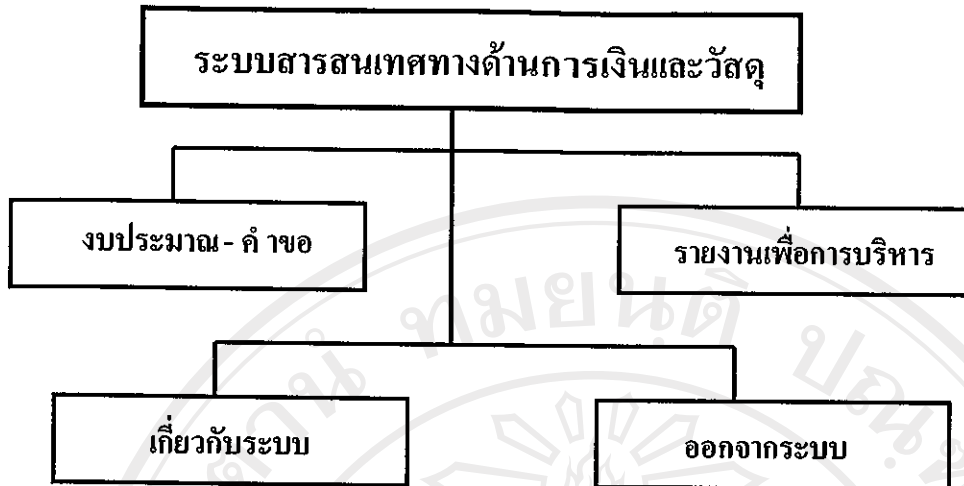 ระบบสารสนเทศทางด้านการเงินและวัสดุ
งบประมาณ - คำขอ
รายงานเพื่อการบริหาร
เกี่ยวกับระบบ
ออกจากระบบ